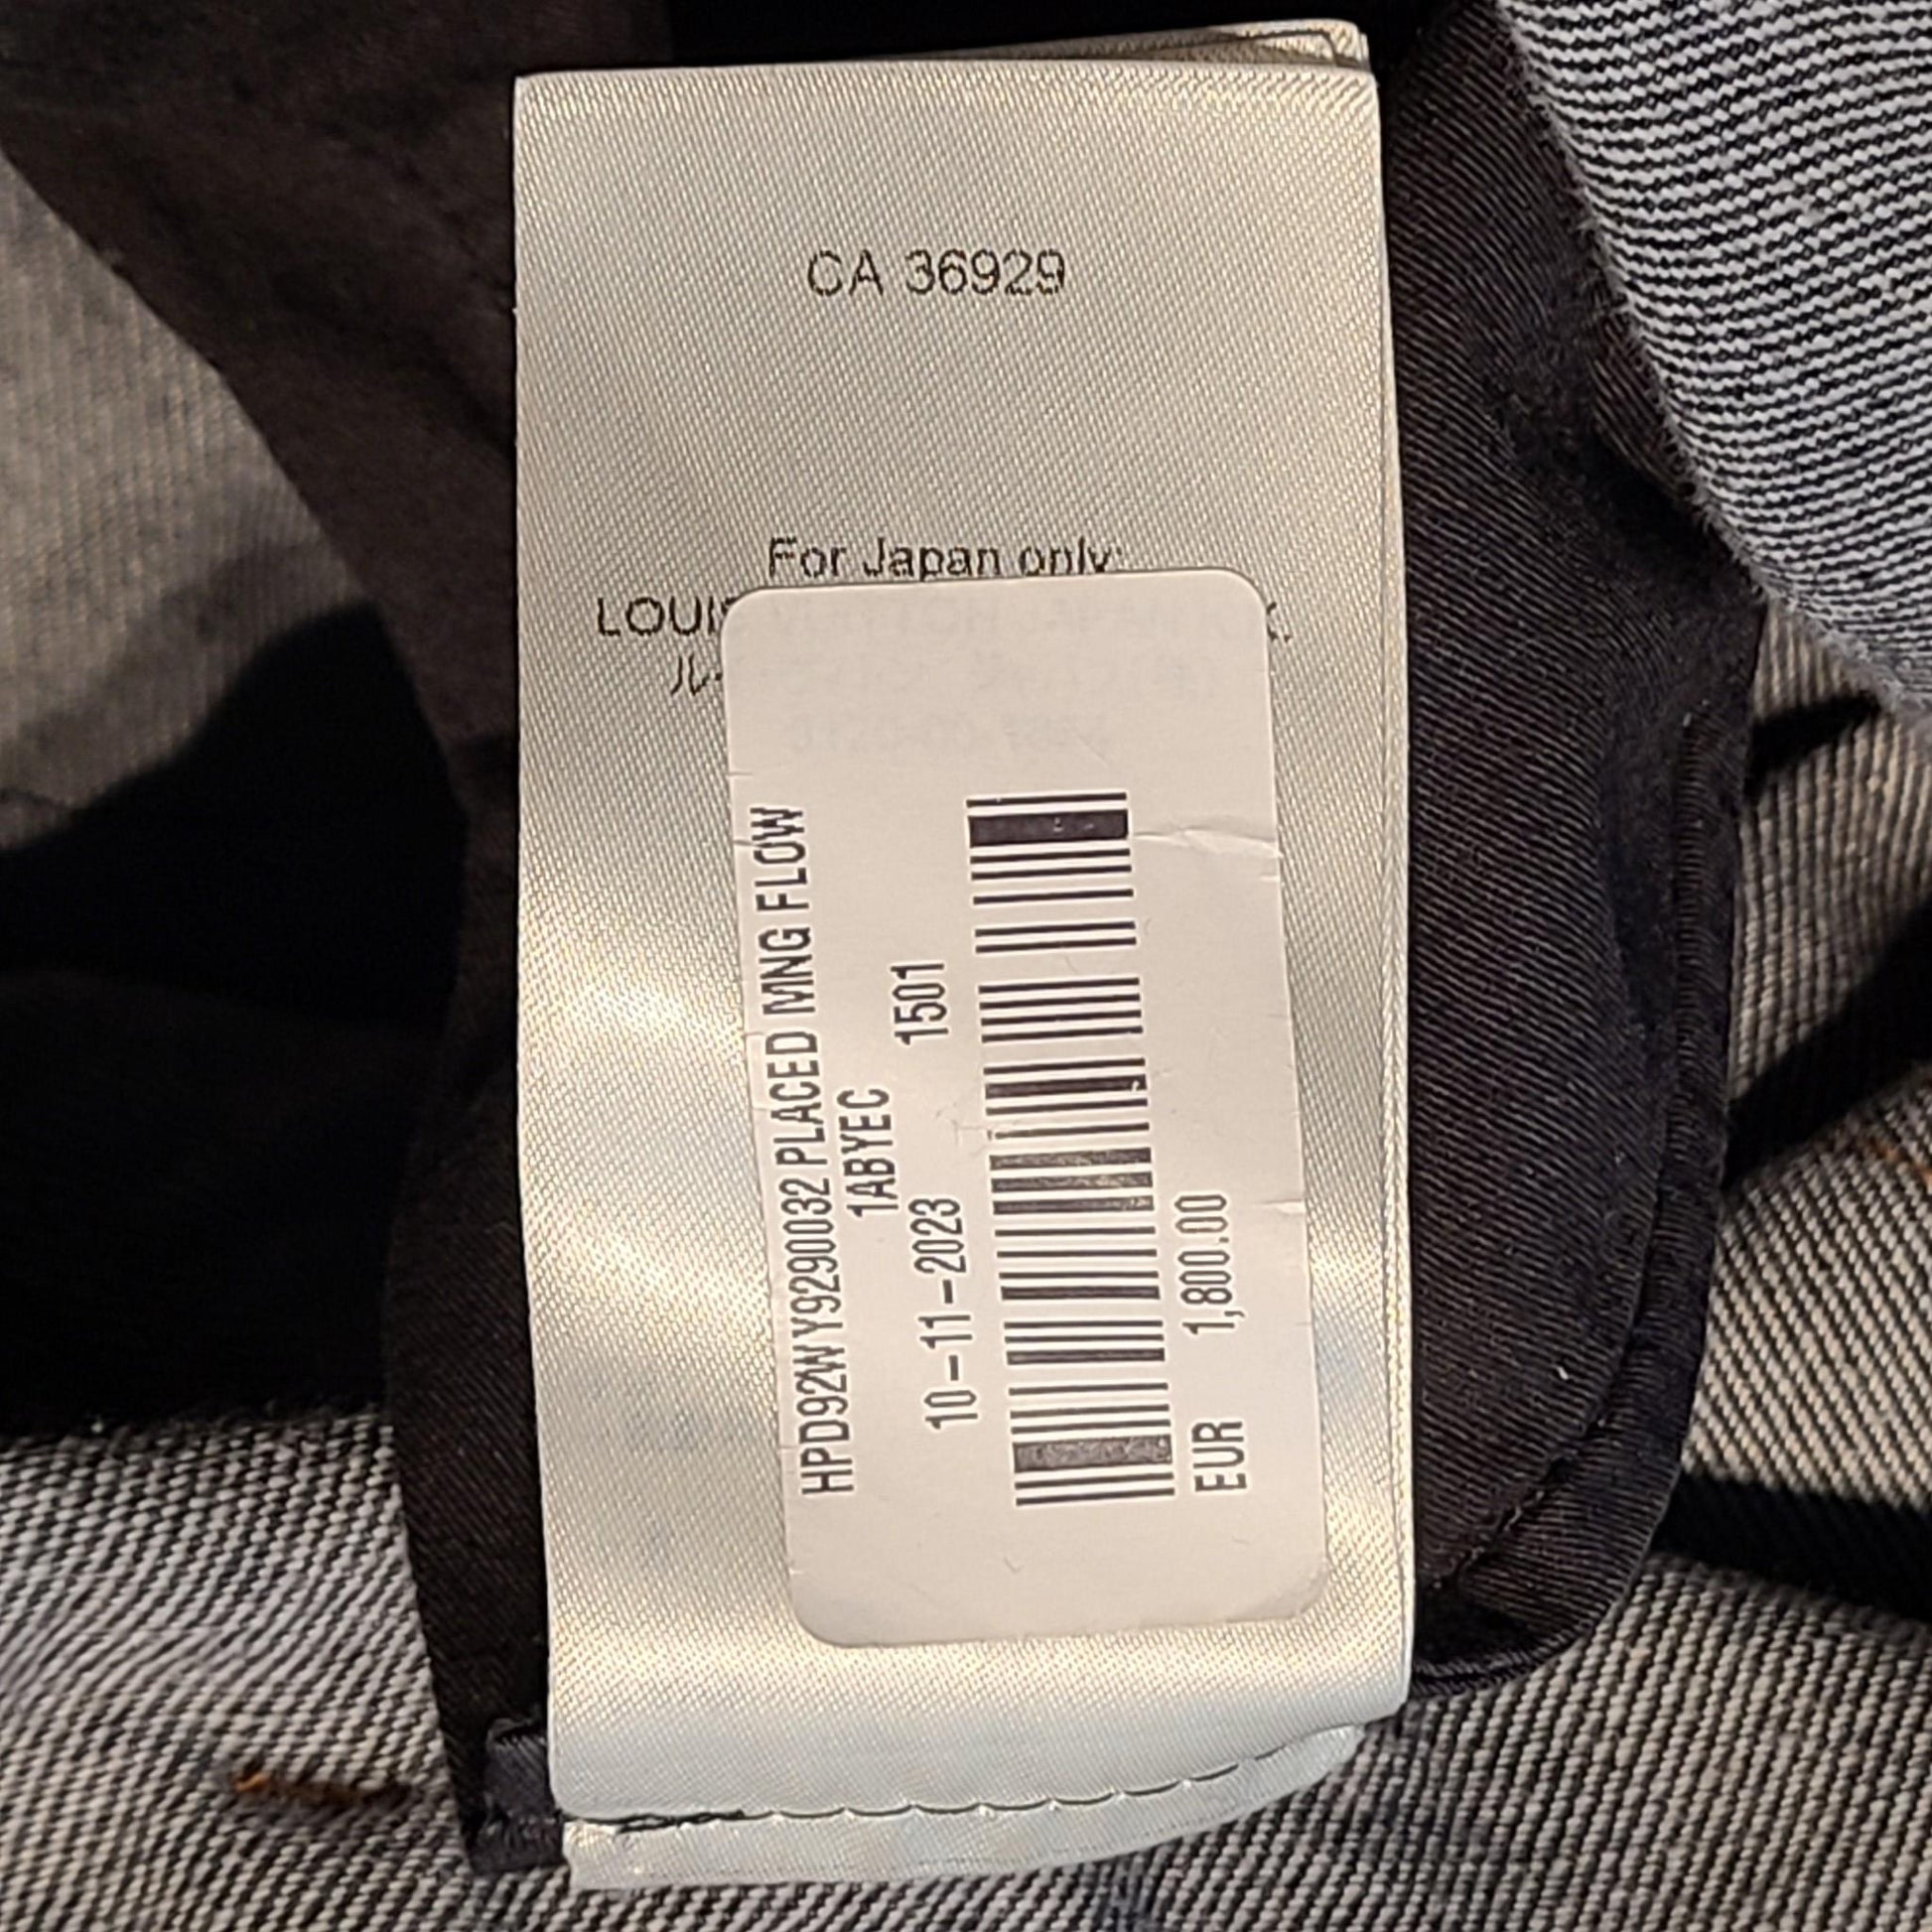 CA 36929
For Japan only:
HPD92WY9290032 PLACED MNG FLOW
1ABYEC
10-11-2023 1501
EUR 1,800.00